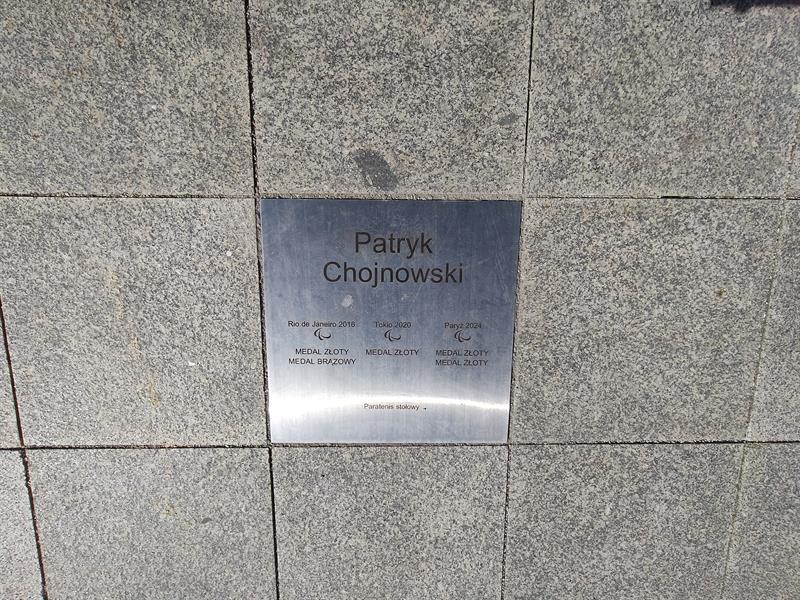 Patryk
Chojnowski
Rio de Janeiro 2016 Tokio 2020 Paryż 2024
MEDAL ZŁOTY MEDAL ZŁOTY MEDAL ZŁOTY
MEDAL BRĄZOWY MEDAL ZŁOTY
Paratenis stołowy